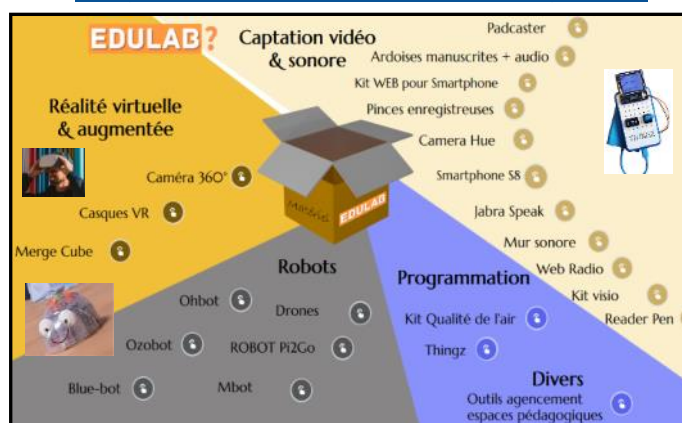 EDULAB?
Captation vidéo
& sonore
Padcaster
Ardoises manuscrites + audio
Kit WEB pour Smartphone
Pinces enregistreuses
Camera Hue
Smartphone S8
Jabra Speak
Mur sonore
Web Radio
Kit visio
Reader Pen
Réalité virtuelle
& augmentée
Caméra 360°
Casques VR
Merge Cube
Matériel
EDULAB
Robots
Ohbot
Drones
Ozobot
ROBOT Pi2Go
Blue-bot
Mbot
Programmation
Kit Qualité de l'air
Thingz
Divers
Outils agencement
espaces pédagogiques